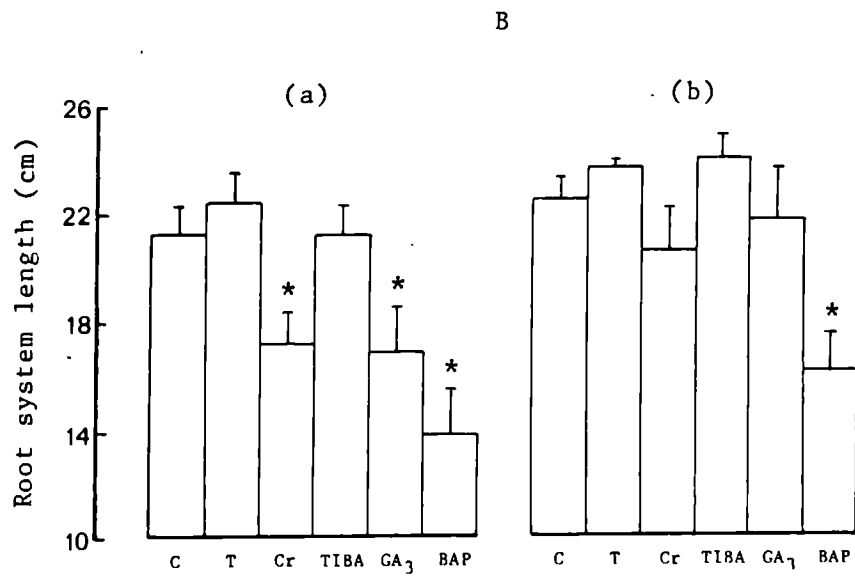 B
(a) (b)
Root system length (cm)
26
22
18
14
10
* * *
*
C T Cr TIBA GA₃ BAP
C T Cr TIBA GA₃ BAP